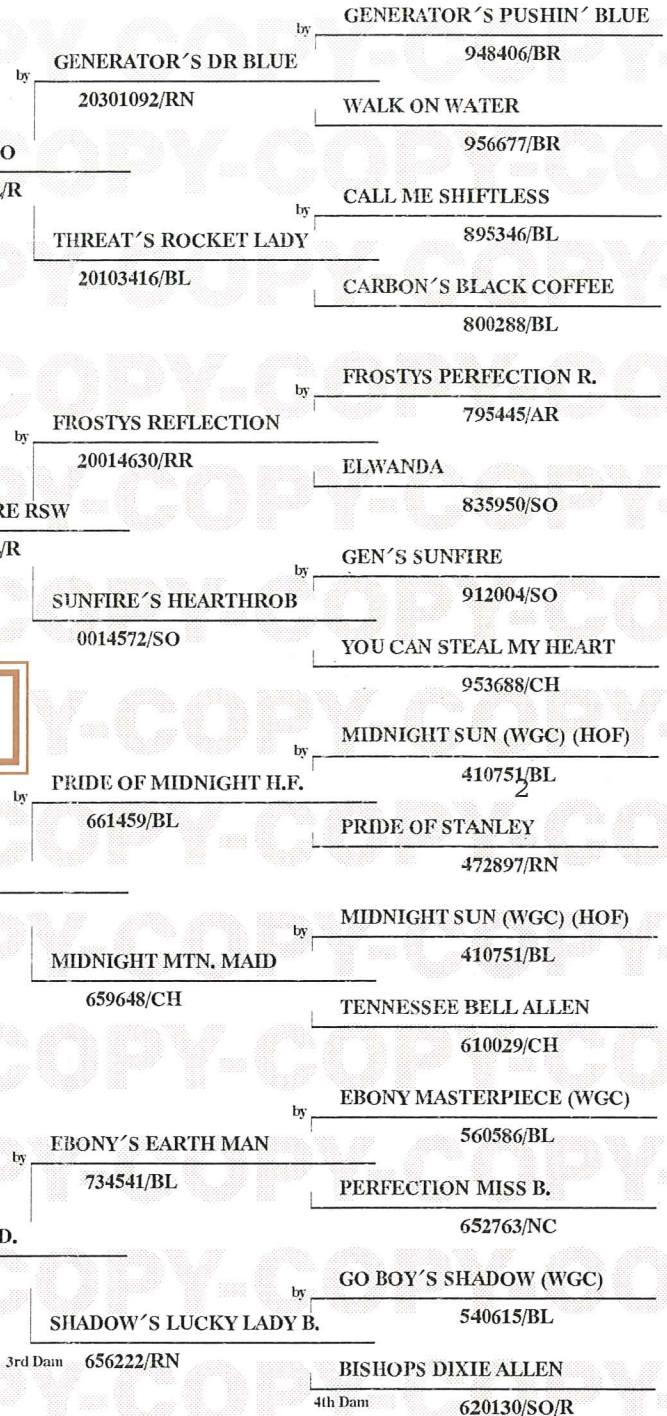 by GENERATOR´S PUSHIN´ BLUE
948406/BR
by GENERATOR´S DR BLUE
20301092/RN
WALK ON WATER
956677/BR
O
/R
by CALL ME SHIFTLESS
895346/BL
THREAT´S ROCKET LADY
20103416/BL
CARBON´S BLACK COFFEE
800288/BL
by FROSTYS PERFECTION R.
795445/AR
by FROSTYS REFLECTION
20014630/RR
ELWANDA
835950/SO
RE RSW
/R
by GEN´S SUNFIRE
912004/SO
SUNFIRE´S HEARTHROB
0014572/SO
YOU CAN STEAL MY HEART
953688/CH
by MIDNIGHT SUN (WGC) (HOF)
410751/BL
2
by PRIDE OF MIDNIGHT H.F.
661459/BL
PRIDE OF STANLEY
472897/RN
by MIDNIGHT SUN (WGC) (HOF)
410751/BL
MIDNIGHT MTN. MAID
659648/CH
TENNESSEE BELL ALLEN
610029/CH
by EBONY MASTERPIECE (WGC)
560586/BL
by EBONY´S EARTH MAN
734541/BL
PERFECTION MISS B.
652763/NC
D.
by GO BOY´S SHADOW (WGC)
540615/BL
SHADOW´S LUCKY LADY B.
3rd Dam 656222/RN
BISHOPS DIXIE ALLEN
4th Dam 620130/SO/R
COPY-COPY-COPY